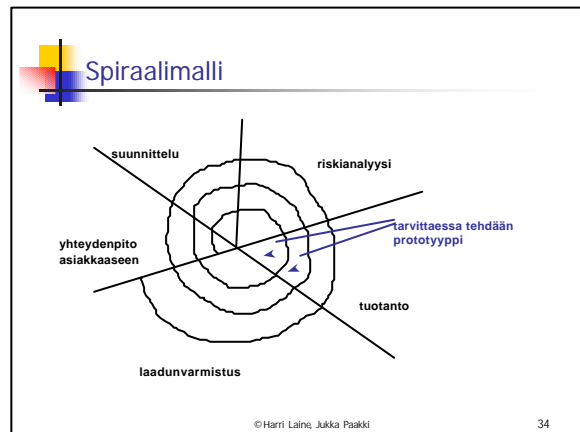 Spiraalimalli
suunnittelu
riskianalyysi
yhteydenpito
asiakkaaseen
tarvittaessa tehdään
prototyyppi
tuotanto
laadunvarmistus
© Harri Laine, Jukka Paakki
34